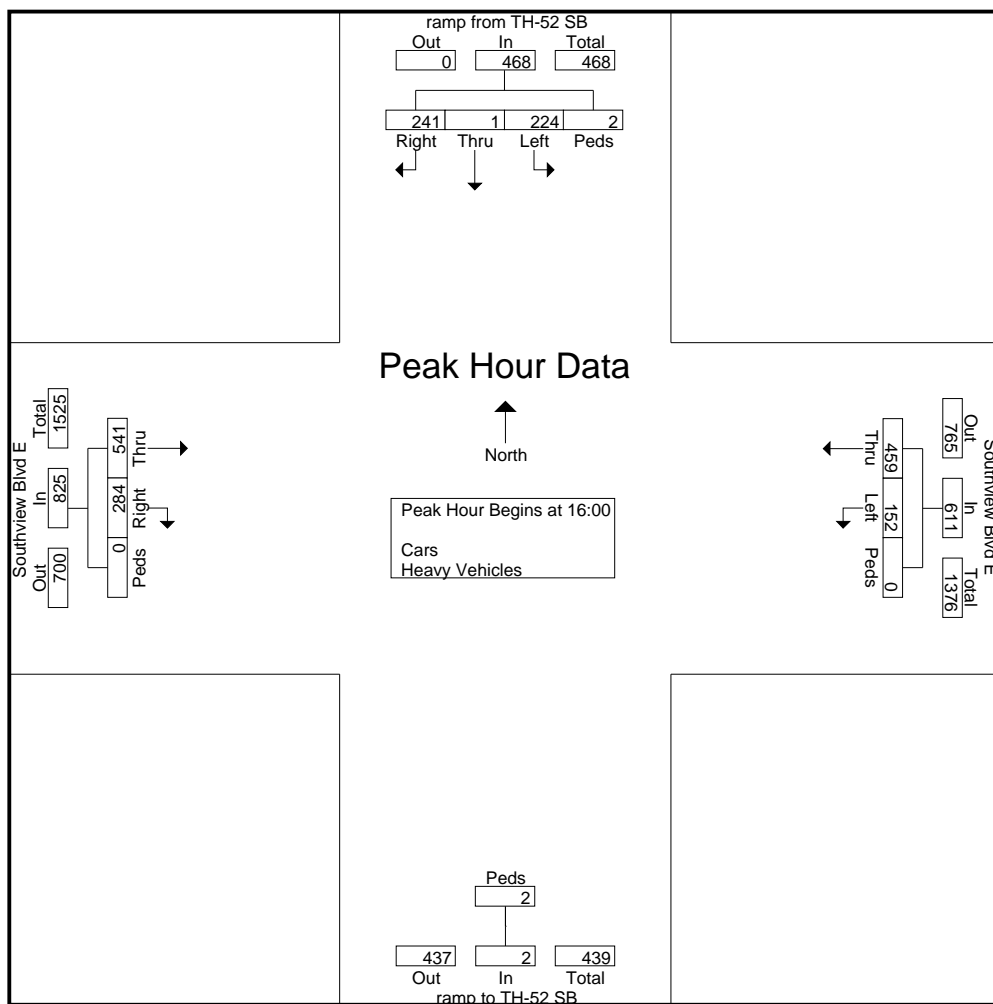 ramp from TH-52 SB
Out In Total
0 468 468
241 1 224 2
Right Thru Left Peds
Peak Hour Data
North
Peak Hour Begins at 16:00
Cars
Heavy Vehicles
Southview Blvd E
Total In Out
1525 825 700
541 284 0
Thru Right Peds
Southview Blvd E
Out In Total
765 611 1376
459 152 0
Thru Left Peds
Peds
2
437 2 439
Out In Total
ramp to TH-52 SB